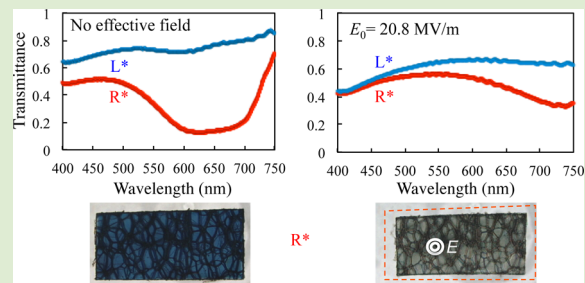 No effective field
1
0.8
0.6
0.4
0.2
0
Transmittance
L*
R*
400 450 500 550 600 650 700 750
Wavelength (nm)
E₀= 20.8 MV/m
1
0.8
0.6
0.4
0.2
0
L*
R*
400 450 500 550 600 650 700 750
Wavelength (nm)
R*
E